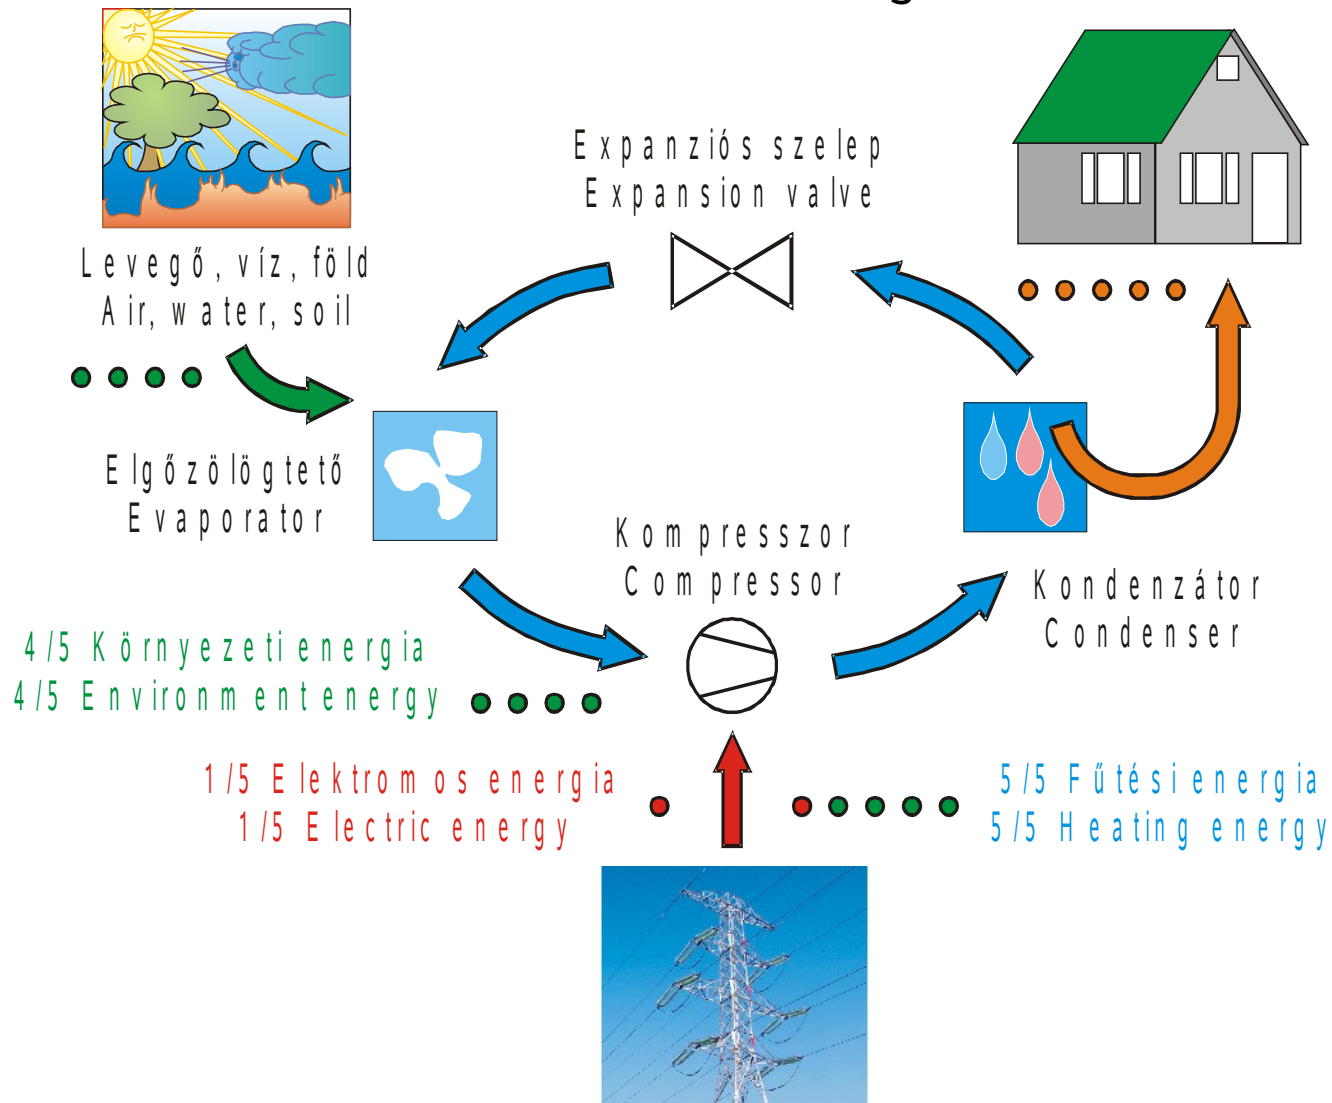 Expanziós szelep
Expansion valve
Levegő, víz, föld
Air, water, soil
Elgőzölögtető
Evaporator
Kompresszor
Compressor
Kondenzátor
Condenser
4/5 Környezeti energia
4/5 Environment energy
1/5 Elektromos energia
1/5 Electric energy
5/5 Fűtési energia
5/5 Heating energy